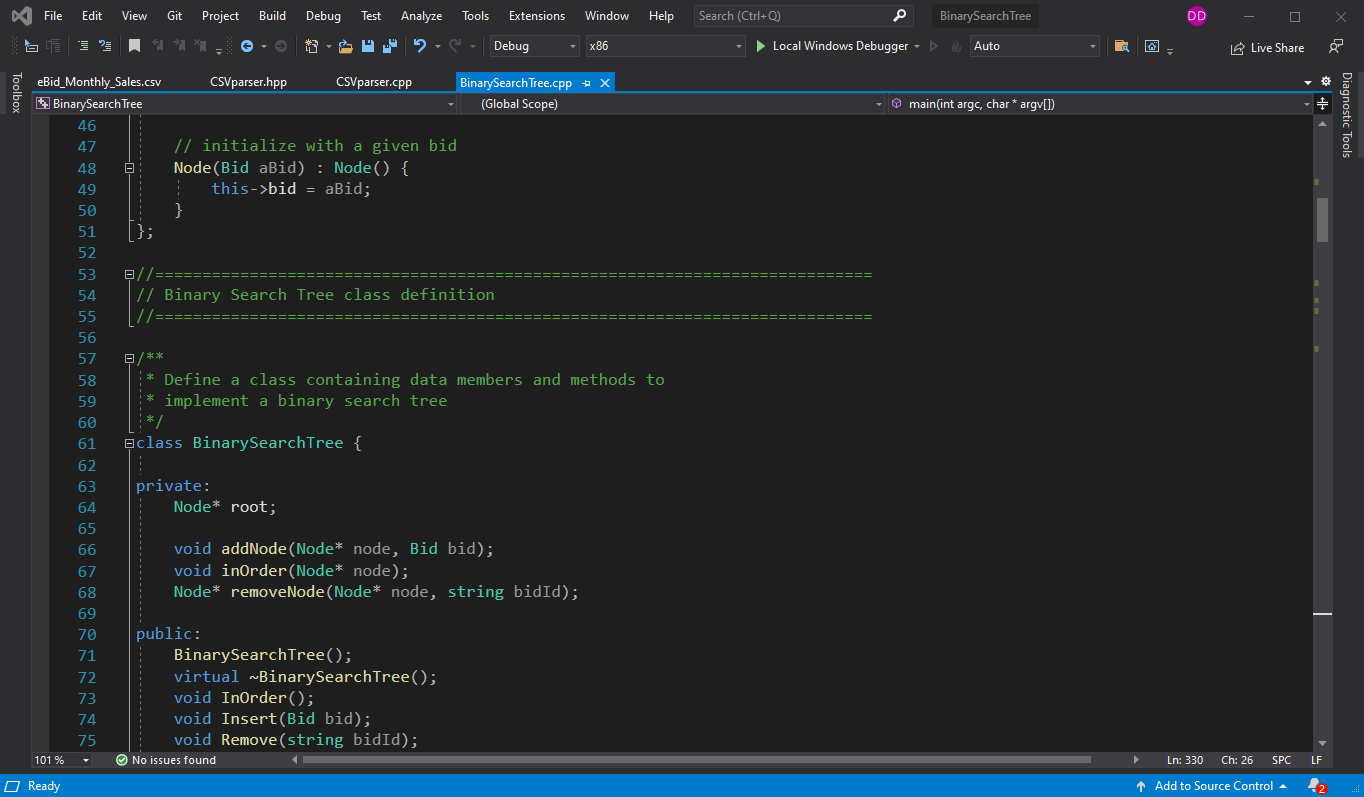 File Edit View Git Project Build Debug Test Analyze Tools Extensions Window Help Search (Ctrl+Q) BinarySearchTree DD
Debug x86 Local Windows Debugger Auto Live Share
eBid_Monthly_Sales.csv CSVparser.hpp CSVparser.cpp BinarySearchTree.cpp
Toolbox
Diagnostic Tools
BinarySearchTree (Global Scope) main(int argc, char * argv[])
46
47 // initialize with a given bid
48 Node(Bid aBid) : Node() {
49 this->bid = aBid;
50 }
51 };
52
53 //============================================================================
54 // Binary Search Tree class definition
55 //============================================================================
56
57 /**
58 * Define a class containing data members and methods to
59 * implement a binary search tree
60 */
61 class BinarySearchTree {
62
63 private:
64 Node* root;
65
66 void addNode(Node* node, Bid bid);
67 void inOrder(Node* node);
68 Node* removeNode(Node* node, string bidId);
69
70 public:
71 BinarySearchTree();
72 virtual ~BinarySearchTree();
73 void InOrder();
74 void Insert(Bid bid);
75 void Remove(string bidId);
101 % No issues found Ln: 330 Ch: 26 SPC LF
Ready Add to Source Control 2